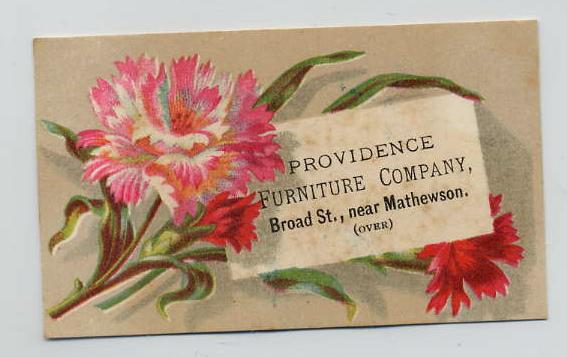 PROVIDENCE
FURNITURE COMPANY,
Broad St., near Mathewson.
(OVER)